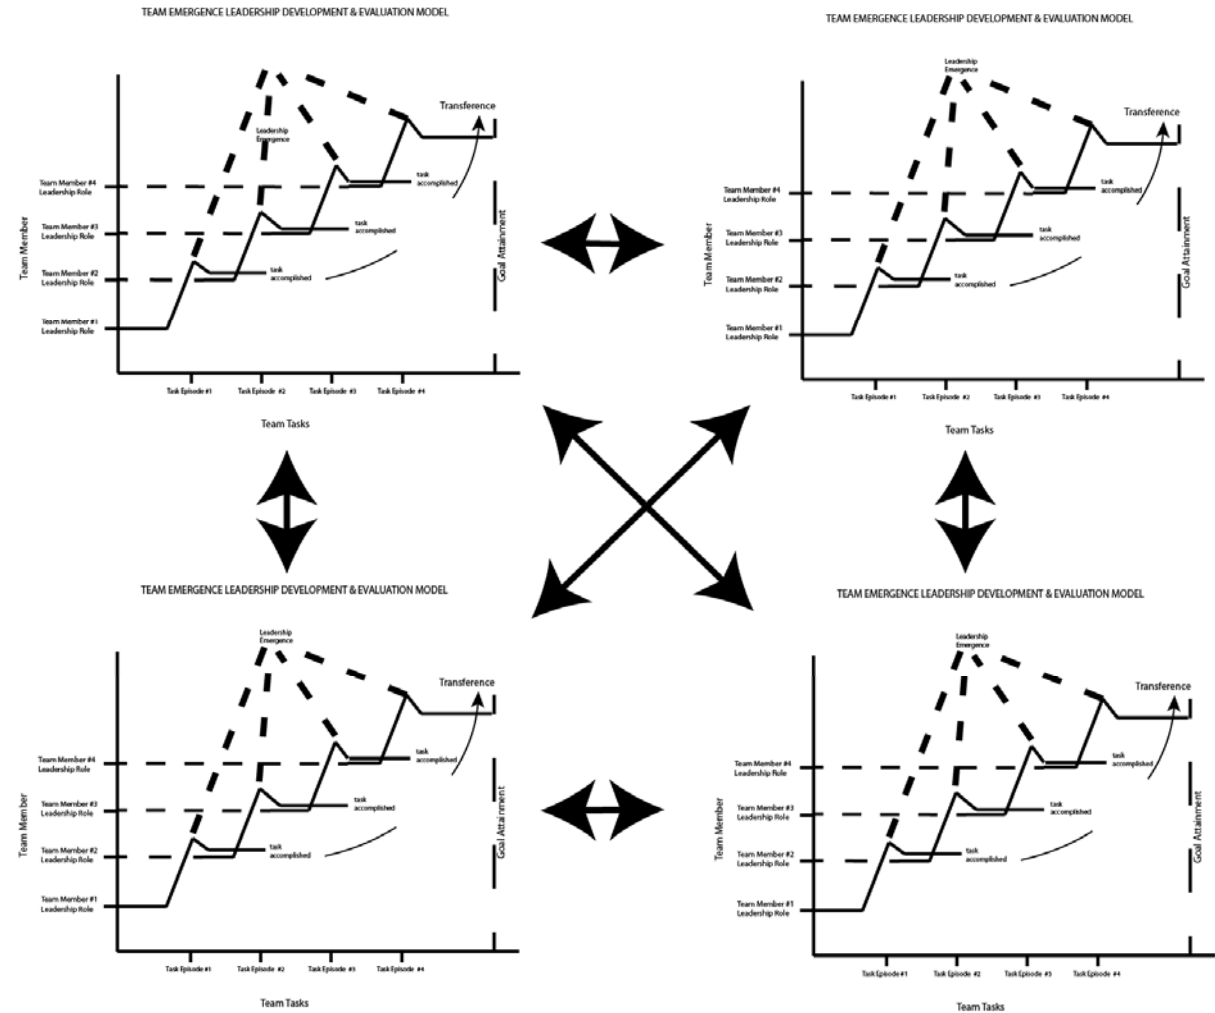 TEAM EMERGENCE LEADERSHIP DEVELOPMENT & EVALUATION MODEL
Transference
Leadership
Emergence
Team Member #4
Leadership Role
task
accomplished
Team Member #3
Leadership Role
task
accomplished
Team Member #2
Leadership Role
task
accomplished
Team Member #1
Leadership Role
Team Member
Goal Attainment
Task Episode #1
Task Episode #2
Task Episode #3
Task Episode #4
Team Tasks
TEAM EMERGENCE LEADERSHIP DEVELOPMENT & EVALUATION MODEL
Leadership
Emergence
Transference
Team Member #4
Leadership Role
task
accomplished
Team Member #3
Leadership Role
task
accomplished
Team Member #2
Leadership Role
task
accomplished
Team Member #1
Leadership Role
Team Member
Goal Attainment
Task Episode #1
Task Episode #2
Task Episode #3
Task Episode #4
Team Tasks
TEAM EMERGENCE LEADERSHIP DEVELOPMENT & EVALUATION MODEL
Leadership
Emergence
Transference
Team Member #4
Leadership Role
task
accomplished
Team Member #3
Leadership Role
task
accomplished
Team Member #2
Leadership Role
task
accomplished
Team Member #1
Leadership Role
Team Member
Goal Attainment
Task Episode #1
Task Episode #2
Task Episode #3
Task Episode #4
Team Tasks
TEAM EMERGENCE LEADERSHIP DEVELOPMENT & EVALUATION MODEL
Leadership
Emergence
Transference
Team Member #4
Leadership Role
task
accomplished
Team Member #3
Leadership Role
task
accomplished
Team Member #2
Leadership Role
task
accomplished
Team Member #1
Leadership Role
Team Member
Goal Attainment
Task Episode #1
Task Episode #2
Task Episode #3
Task Episode #4
Team Tasks